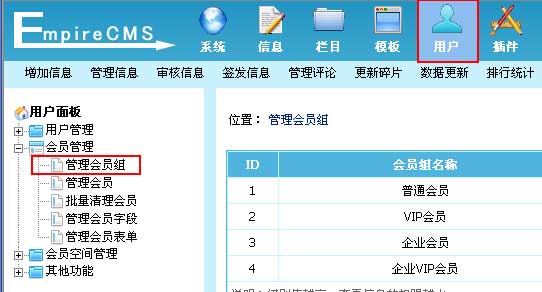 EmpireCMS
系统 信息 栏目 模板 用户 插件
增加信息 管理信息 审核信息 签发信息 管理评论 更新碎片 数据更新 排行统计
用户面板
用户管理
会员管理
管理会员组
管理会员
批量清理会员
管理会员字段
管理会员表单
会员空间管理
其他功能
位置： 管理会员组
ID 会员组名称
1 普通会员
2 VIP会员
3 企业会员
4 企业VIP会员